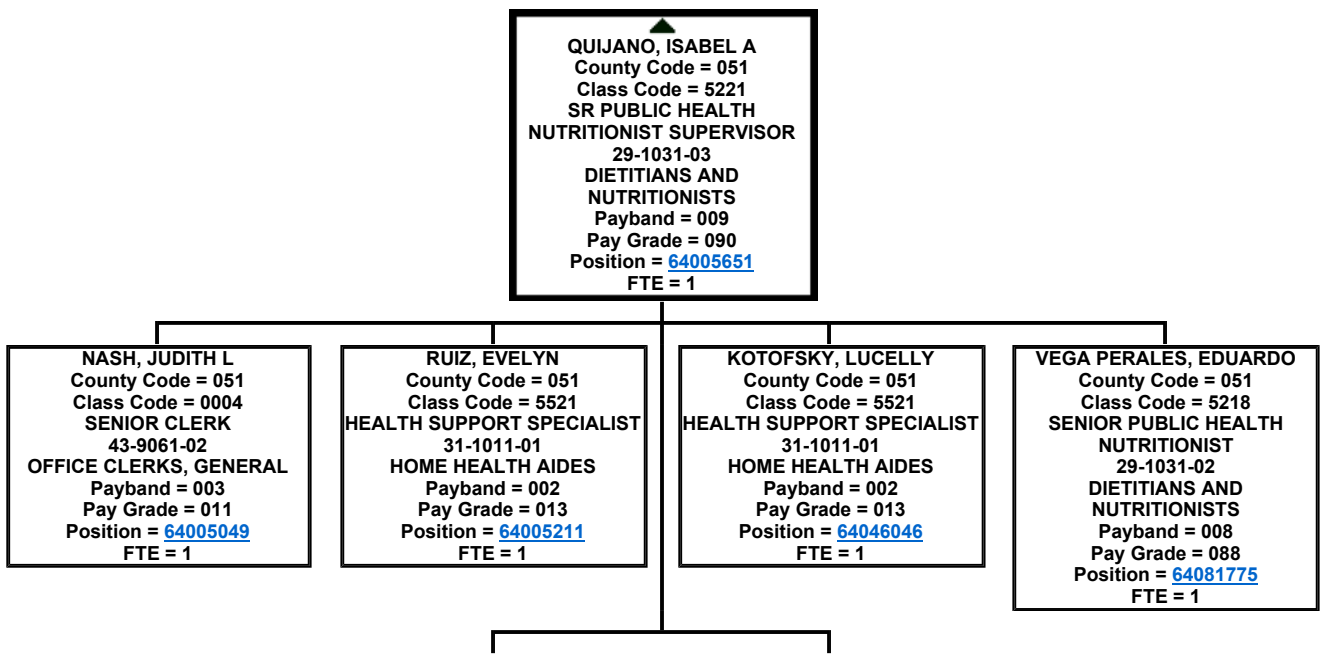 QUIJANO, ISABEL A
County Code = 051
Class Code = 5221
SR PUBLIC HEALTH
NUTRITIONIST SUPERVISOR
29-1031-03
DIETITIANS AND
NUTRITIONISTS
Payband = 009
Pay Grade = 090
Position = 64005651
FTE = 1
NASH, JUDITH L
County Code = 051
Class Code = 0004
SENIOR CLERK
43-9061-02
OFFICE CLERKS, GENERAL
Payband = 003
Pay Grade = 011
Position = 64005049
FTE = 1
RUIZ, EVELYN
County Code = 051
Class Code = 5521
HEALTH SUPPORT SPECIALIST
31-1011-01
HOME HEALTH AIDES
Payband = 002
Pay Grade = 013
Position = 64005211
FTE = 1
KOTOFSKY, LUCELLY
County Code = 051
Class Code = 5521
HEALTH SUPPORT SPECIALIST
31-1011-01
HOME HEALTH AIDES
Payband = 002
Pay Grade = 013
Position = 64046046
FTE = 1
VEGA PERALES, EDUARDO
County Code = 051
Class Code = 5218
SENIOR PUBLIC HEALTH
NUTRITIONIST
29-1031-02
DIETITIANS AND
NUTRITIONISTS
Payband = 008
Pay Grade = 088
Position = 64081775
FTE = 1